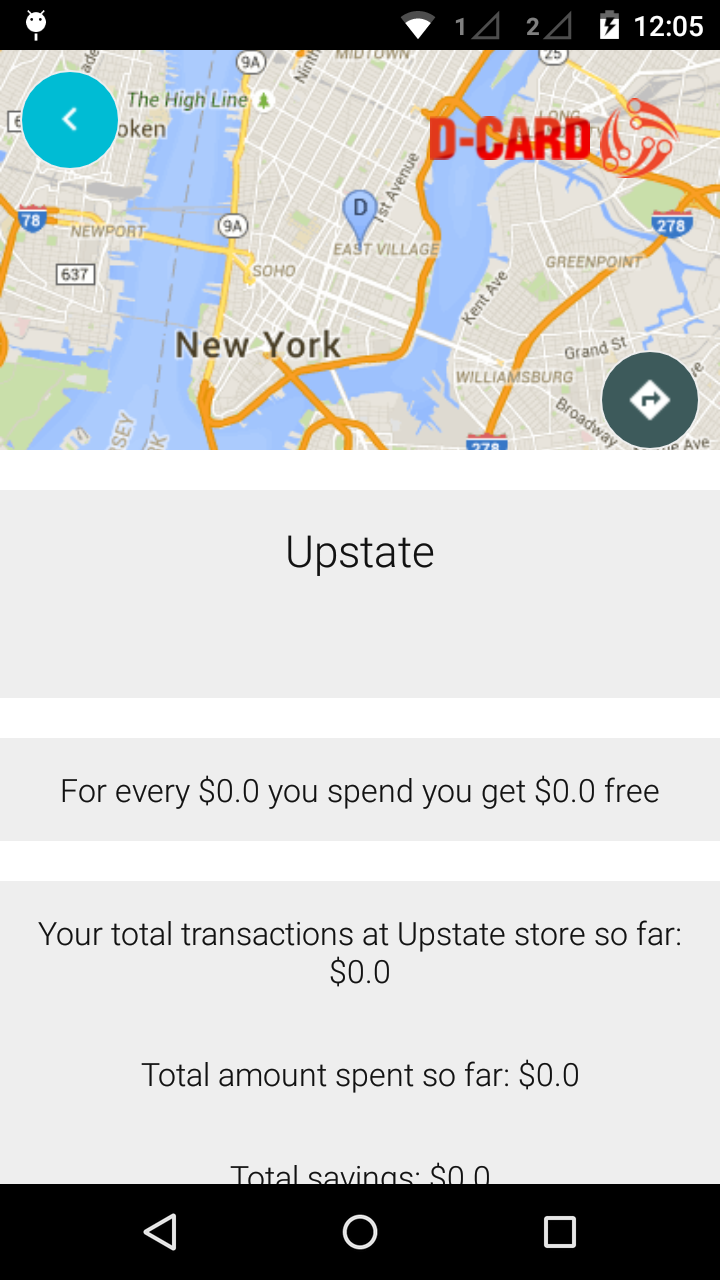 1
2
12:05
MIDTOWN
9A
25
The High Line
oken
LONG
D-CARD
1st Avenue
D
78
NEWPORT
9A
278
EAST VILLAGE
637
SOHO
GREENPOINT
Kent Ave
New York
Grand St
WILLIAMSBURG
Broadway
278
Ave
Upstate
For every $0.0 you spend you get $0.0 free
Your total transactions at Upstate store so far:
$0.0
Total amount spent so far: $0.0
Total savings: $0.0